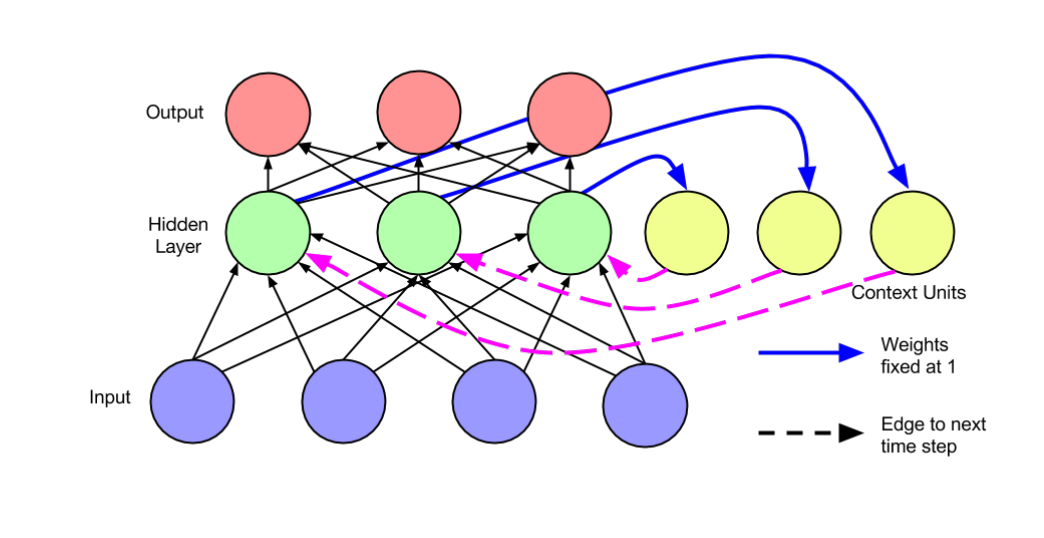 Output
Hidden
Layer
Context Units
Weights
fixed at 1
Input
Edge to next
time step